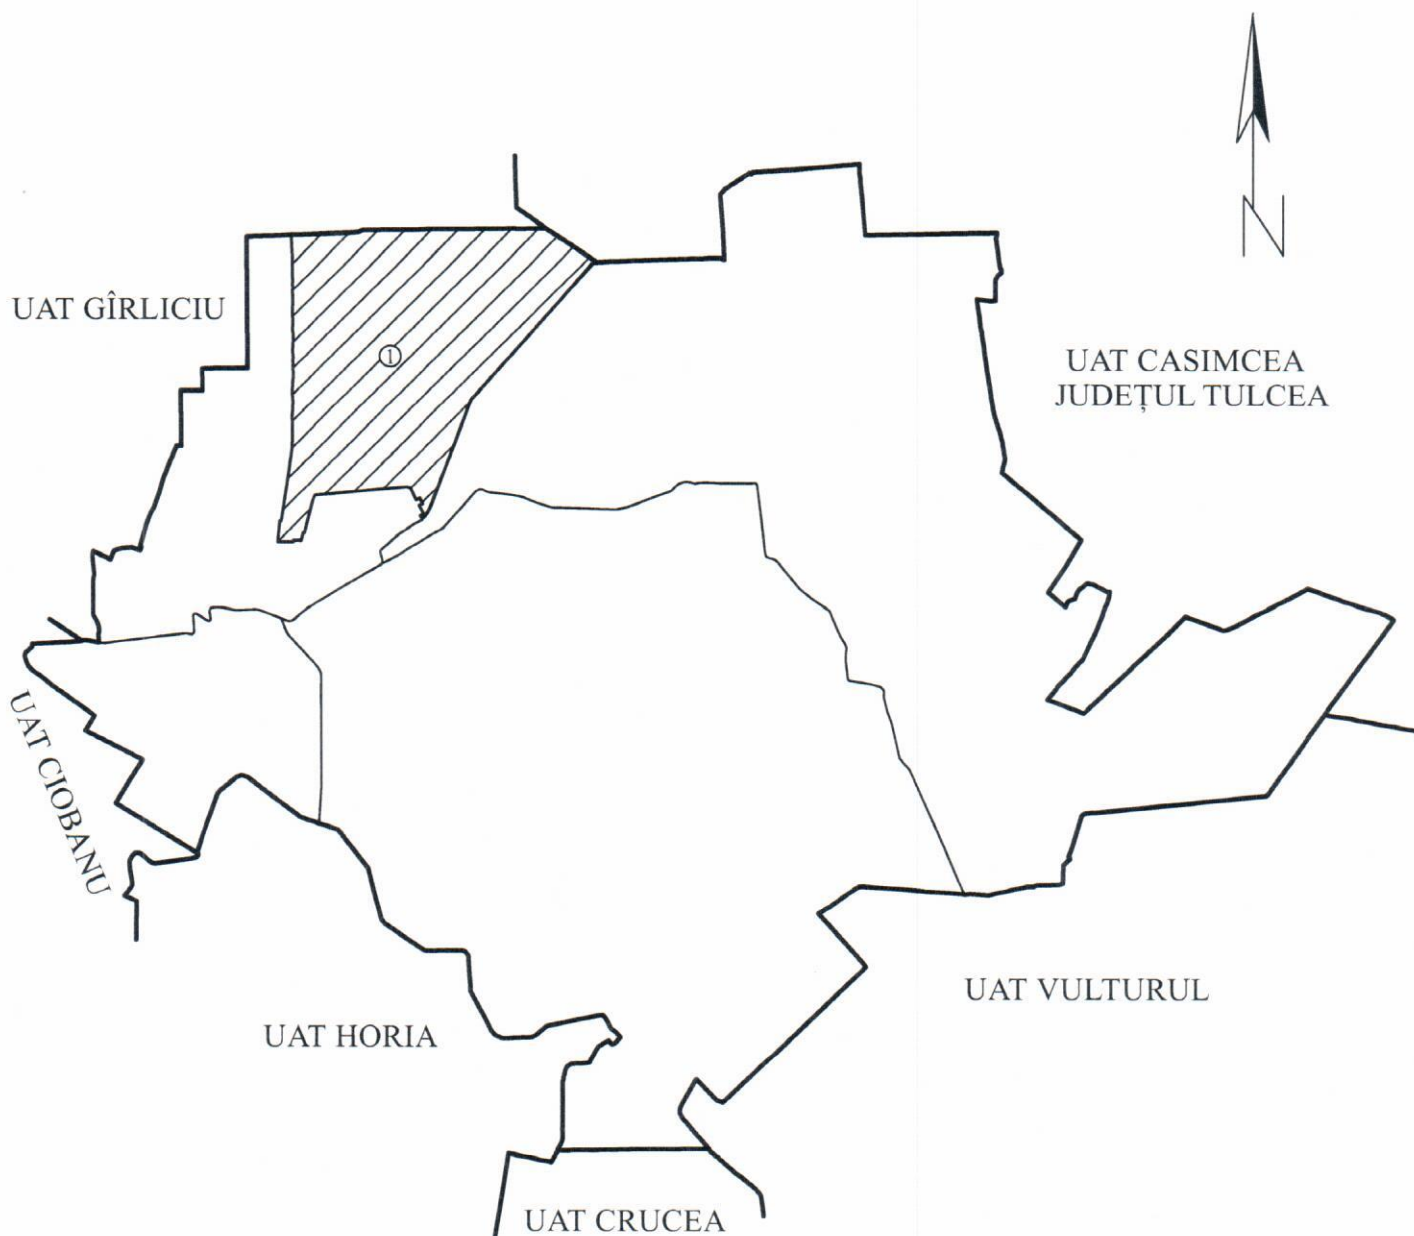 N
UAT GÎRLICIU
1
UAT CASIMCEA
JUDEȚUL TULCEA
UAT CIOBANU
UAT VULTURUL
UAT HORIA
UAT CRUCEA